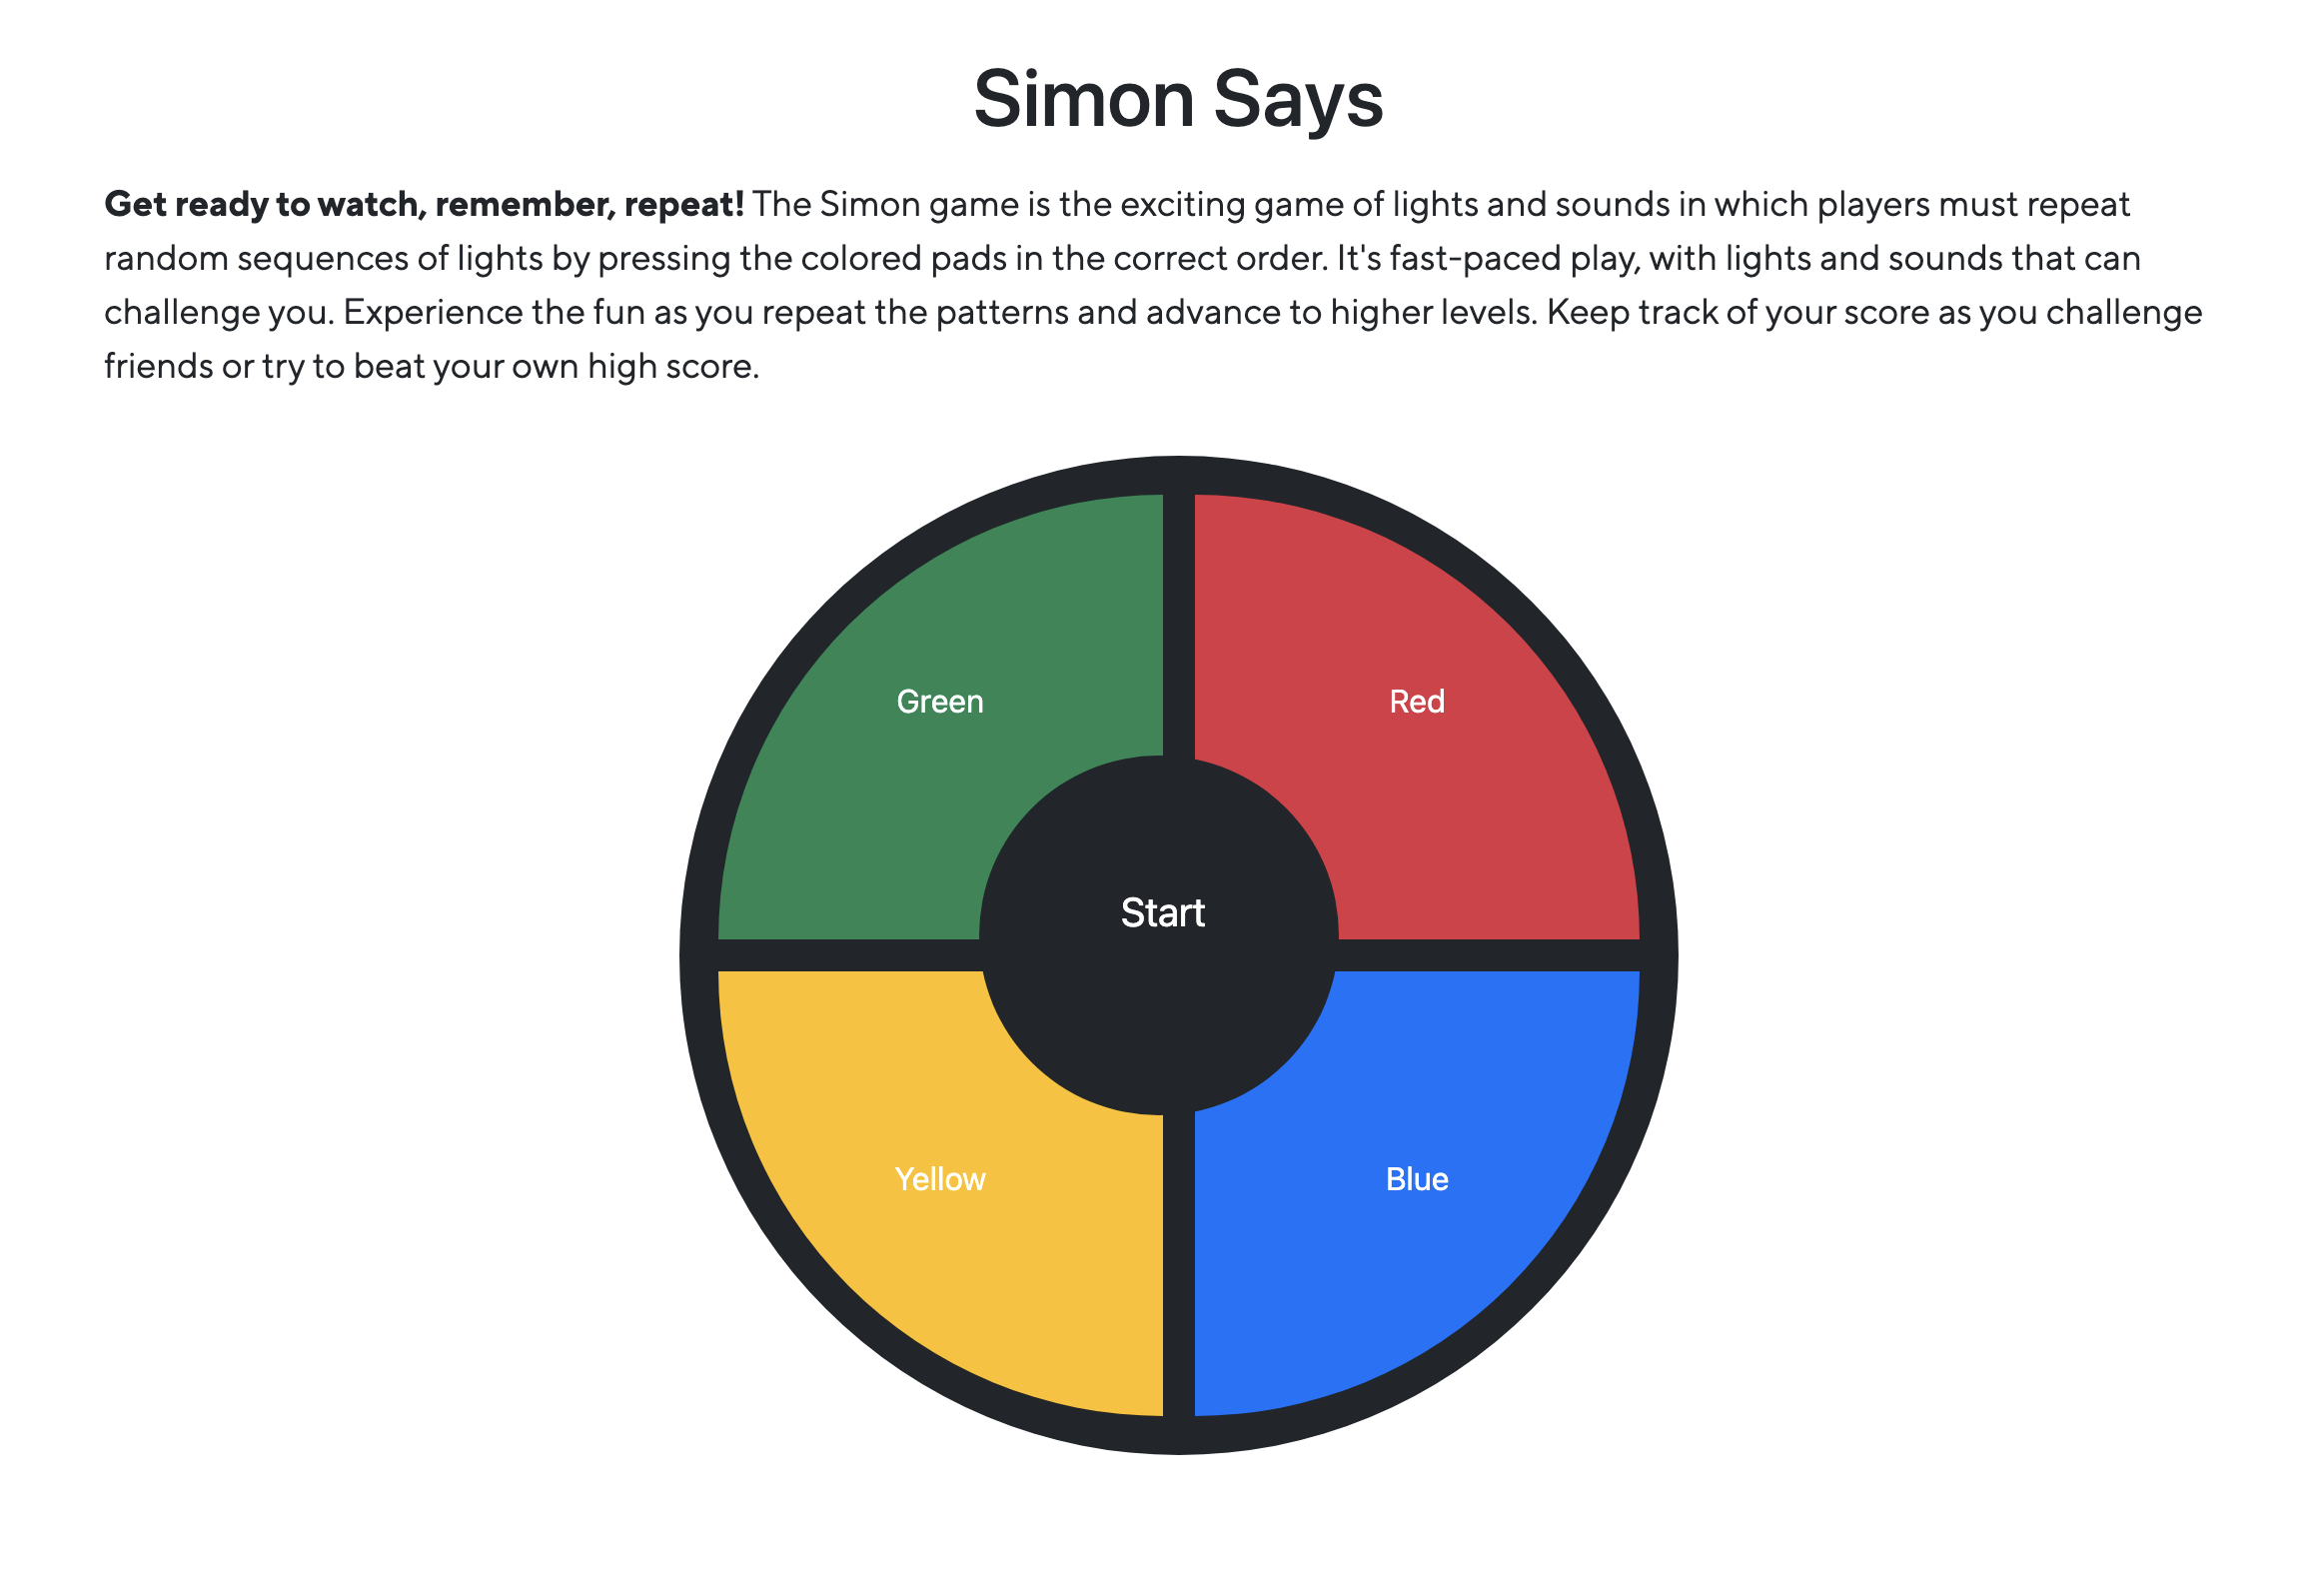 Simon Says
Get ready to watch, remember, repeat! The Simon game is the exciting game of lights and sounds in which players must repeat
random sequences of lights by pressing the colored pads in the correct order. It's fast-paced play, with lights and sounds that can
challenge you. Experience the fun as you repeat the patterns and advance to higher levels. Keep track of your score as you challenge
friends or try to beat your own high score.
Green
Red
Start
Yellow
Blue